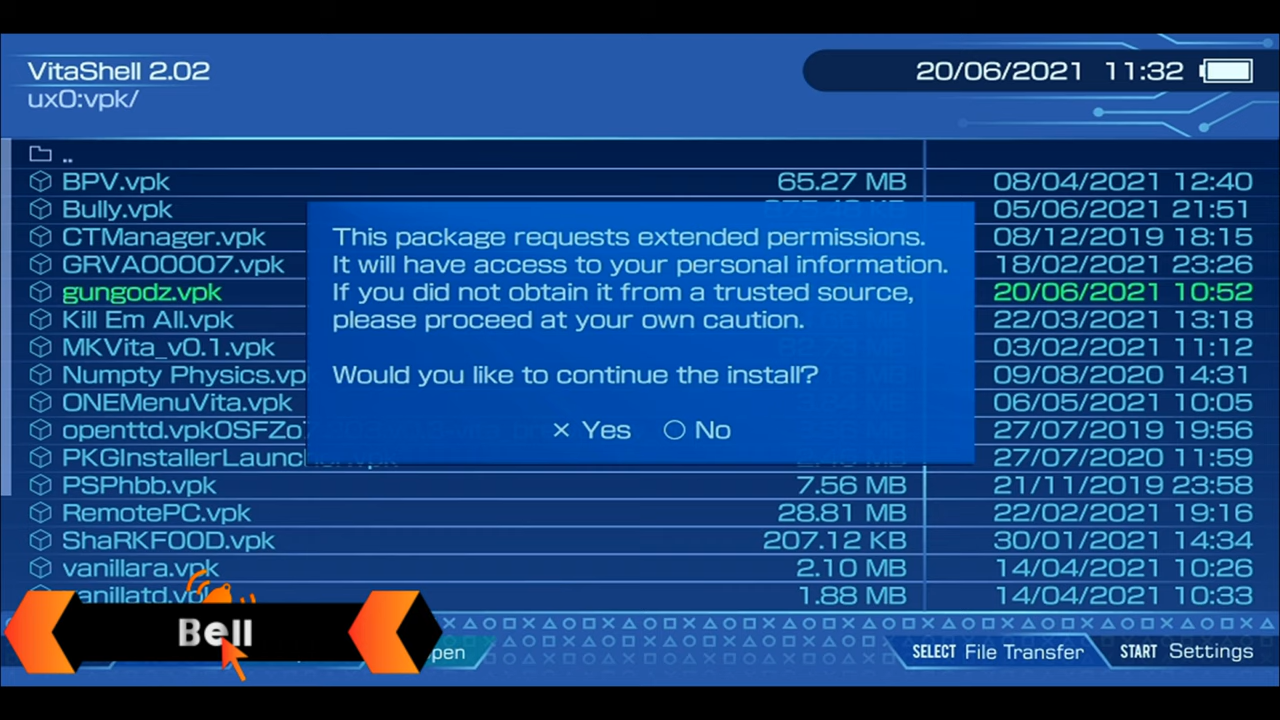 VitaShell 2.02
20/06/2021 11:32
ux0:vpk/
..
BPV.vpk 65.27 MB 08/04/2021 12:40
Bully.vpk 05/06/2021 21:51
CTManager.vpk 08/12/2019 18:15
GRVA00007.vpk 18/02/2021 23:26
gungodz.vpk 20/06/2021 10:52
Kill Em All.vpk 22/03/2021 13:18
MKVita_v0.1.vpk 03/02/2021 11:12
Numpty Physics.vp 09/08/2020 14:31
ONEMenuVita.vpk 06/05/2021 10:05
openttd.vpk0SFZo 27/07/2019 19:56
PKGInstallerLauncher.vpk 27/07/2020 11:59
PSPhbb.vpk 7.56 MB 21/11/2019 23:58
RemotePC.vpk 28.81 MB 22/02/2021 19:16
ShaRKF00D.vpk 207.12 KB 30/01/2021 14:34
vanillara.vpk 2.10 MB 14/04/2021 10:26
vanillatd.vpk 1.88 MB 14/04/2021 10:33
This package requests extended permissions.
It will have access to your personal information.
If you did not obtain it from a trusted source,
please proceed at your own caution.
Would you like to continue the install?
× Yes ○ No
Bell
pen
SELECT File Transfer START Settings